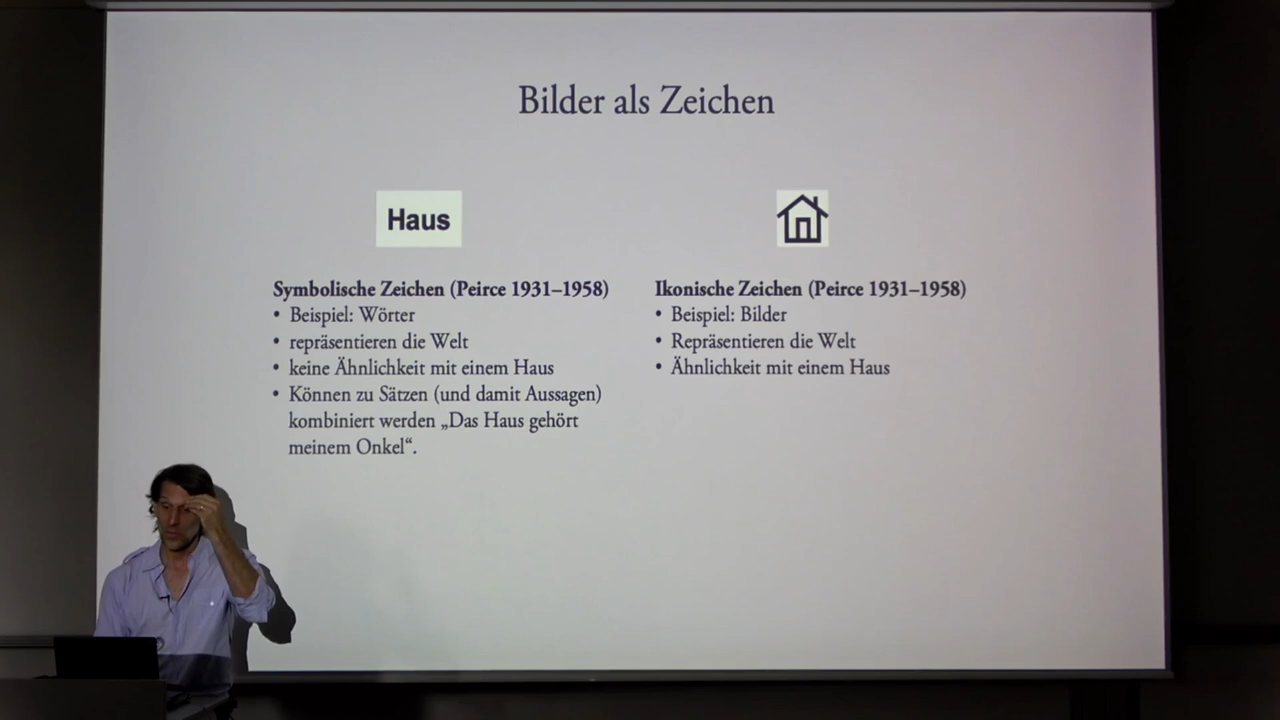 Bilder als Zeichen
Haus
Symbolische Zeichen (Peirce 1931–1958)
• Beispiel: Wörter
• repräsentieren die Welt
• keine Ähnlichkeit mit einem Haus
• Können zu Sätzen (und damit Aussagen)
kombiniert werden „Das Haus gehört
meinem Onkel“.
Ikonische Zeichen (Peirce 1931–1958)
• Beispiel: Bilder
• Repräsentieren die Welt
• Ähnlichkeit mit einem Haus